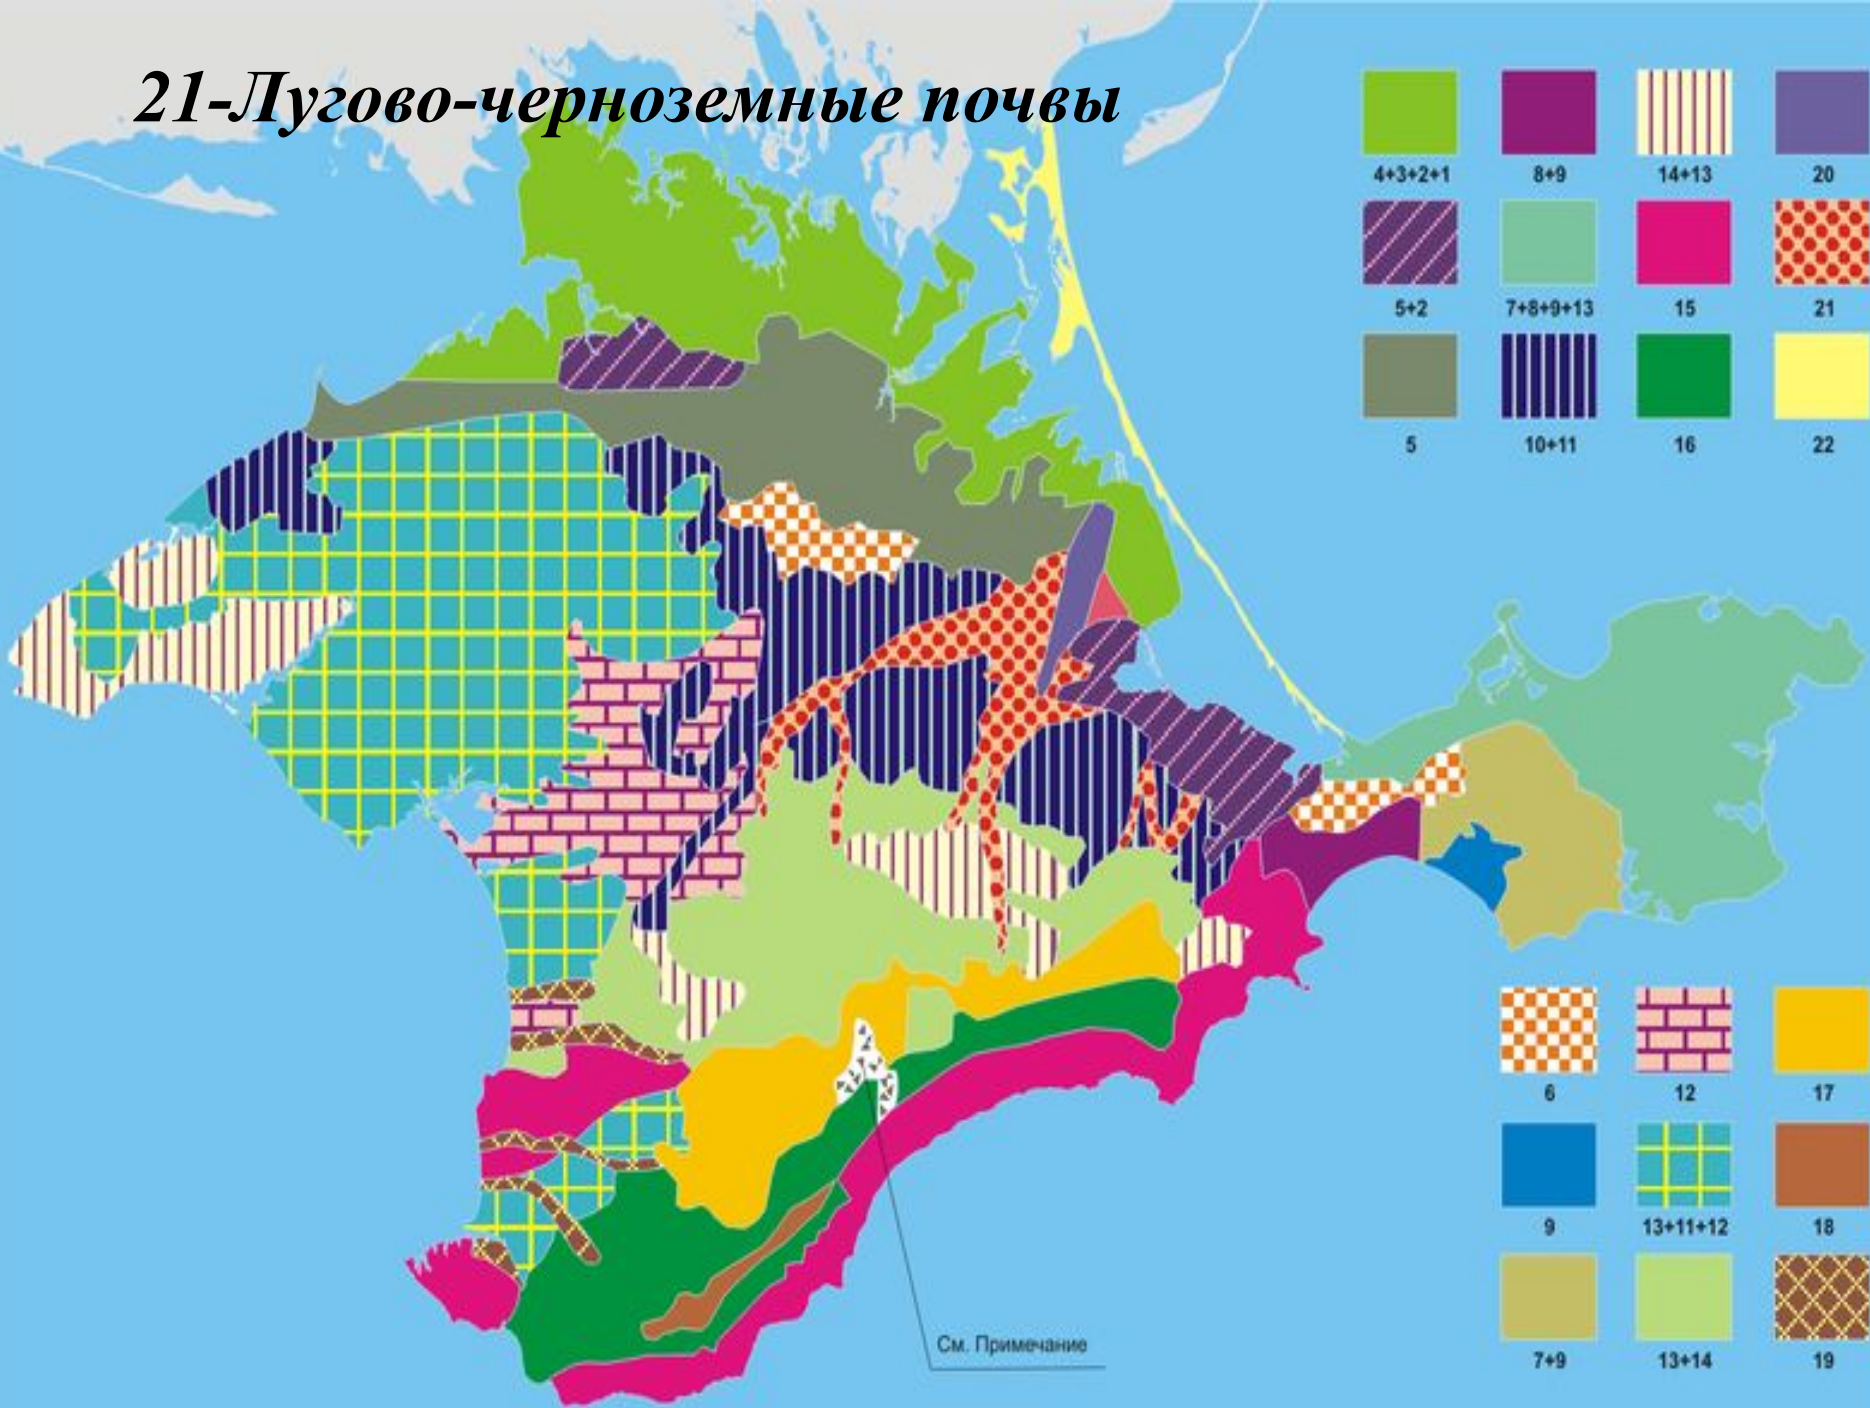 21-Лугово-черноземные почвы
4+3+2+1 8+9 14+13 20
5+2 7+8+9+13 15 21
5 10+11 16 22
6 12 17
9 13+11+12 18
7+9 13+14 19
См. Примечание